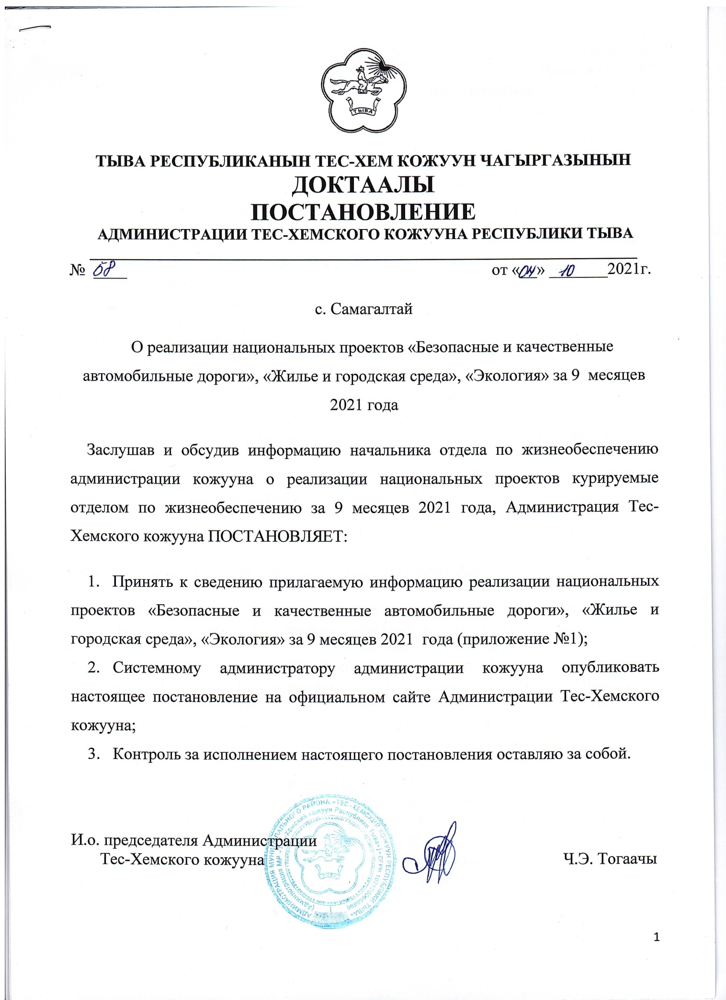 ТЫВА
ТЫВА РЕСПУБЛИКАНЫН ТЕС-ХЕМ КОЖУУН ЧАГЫРГАЗЫНЫН
ДОКТААЛЫ
ПОСТАНОВЛЕНИЕ
АДМИНИСТРАЦИИ ТЕС-ХЕМСКОГО КОЖУУНА РЕСПУБЛИКИ ТЫВА
№ 58 от «04» 10 2021г.
с. Самагалтай
О реализации национальных проектов «Безопасные и качественные
автомобильные дороги», «Жилье и городская среда», «Экология» за 9 месяцев
2021 года
Заслушав и обсудив информацию начальника отдела по жизнеобеспечению
администрации кожууна о реализации национальных проектов курируемые
отделом по жизнеобеспечению за 9 месяцев 2021 года, Администрация Тес-
Хемского кожууна ПОСТАНОВЛЯЕТ:
1. Принять к сведению прилагаемую информацию реализации национальных
проектов «Безопасные и качественные автомобильные дороги», «Жилье и
городская среда», «Экология» за 9 месяцев 2021 года (приложение №1);
2. Системному администратору администрации кожууна опубликовать
настоящее постановление на официальном сайте Администрации Тес-Хемского
кожууна;
3. Контроль за исполнением настоящего постановления оставляю за собой.
АДМИНИСТРАЦИЯ МУНИЦИПАЛЬНОГО РАЙОНА «ТЕС-ХЕМСКИЙ КОЖУУН РЕСПУБЛИКИ ТЫВА»
ТЫВА
И.о. председателя Администрации
Тес-Хемского кожууна Ч.Э. Тогаачы
1